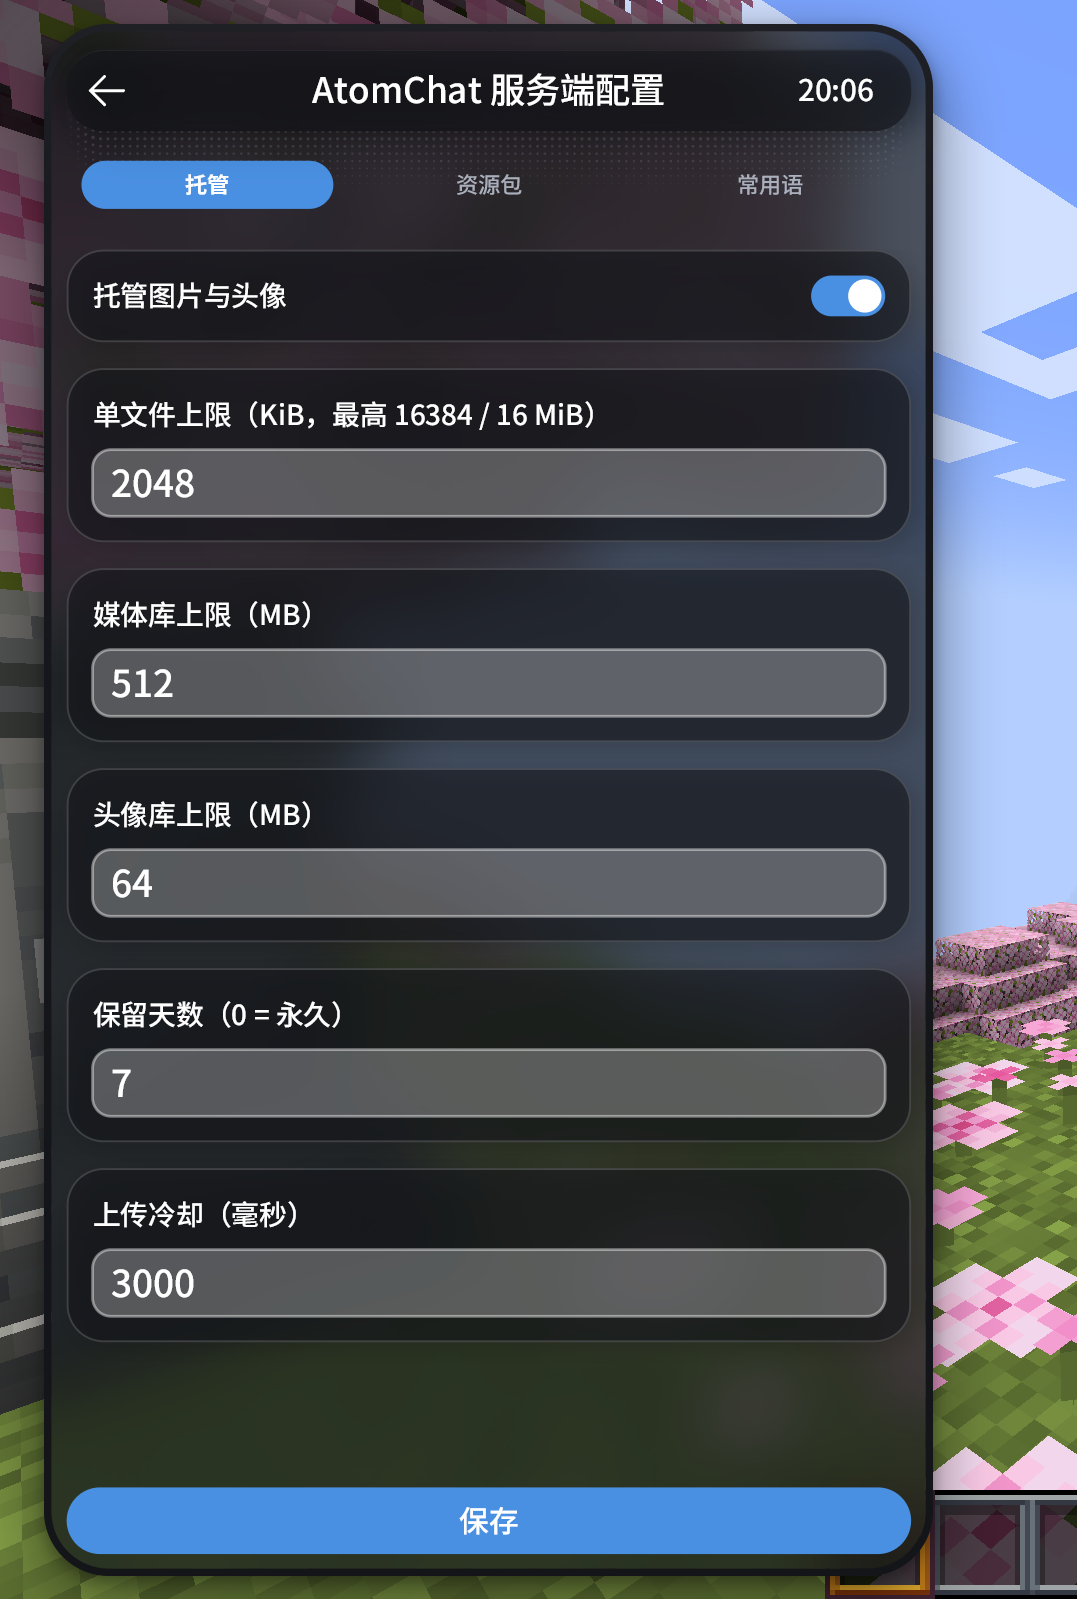 AtomChat 服务端配置
20:06
托管
资源包
常用语
托管图片与头像
单文件上限（KiB，最高 16384 / 16 MiB）
2048
媒体库上限（MB）
512
头像库上限（MB）
64
保留天数（0 = 永久）
7
上传冷却（毫秒）
3000
保存